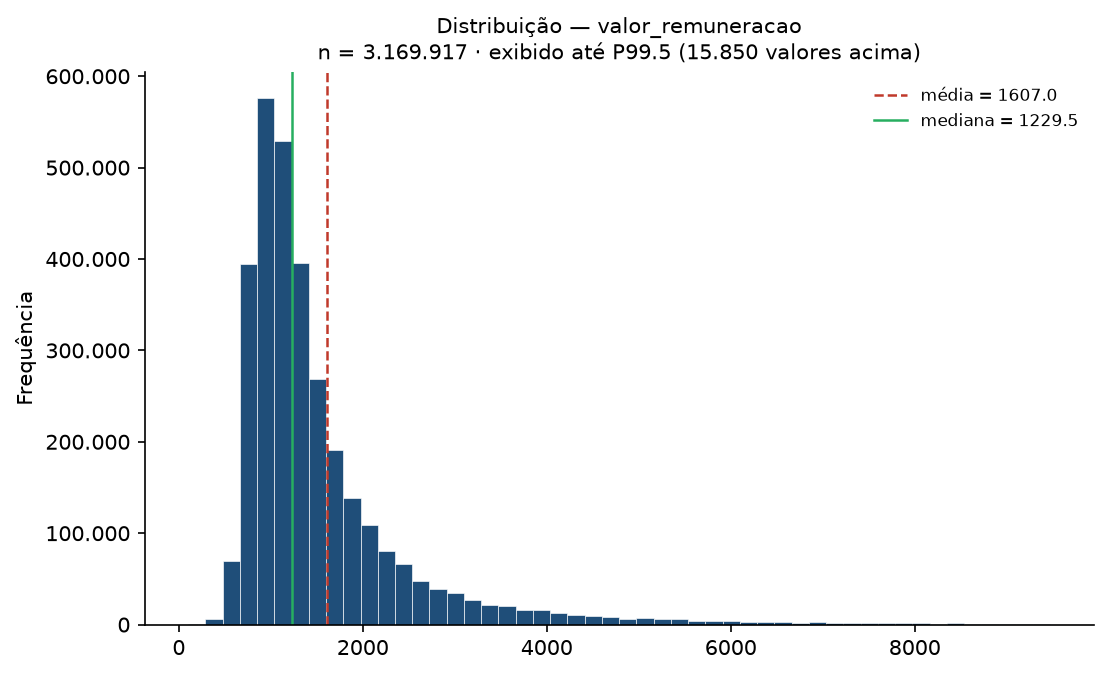 Distribuição — valor_remuneracao
n = 3.169.917 · exibido até P99.5 (15.850 valores acima)
média = 1607.0
mediana = 1229.5
Frequência
600.000
500.000
400.000
300.000
200.000
100.000
0
0
2000
4000
6000
8000